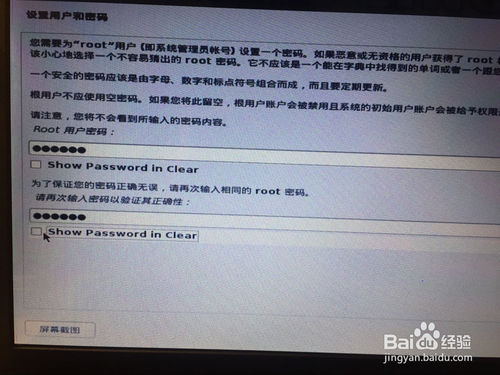 设置用户和密码
您需要为“root”用户（即系统管理员帐号）设置一个密码。如果恶意或无资格的用户获得了 root
该小心地选择一个不容易猜出的 root 密码。它不应该是一个能在字典中找到的单词或者一个跟
一个安全的密码应该是由字母、数字和标点符号组合而成，而且要定期更新。
根用户不应使用空密码。如果您将此留空，根用户账户会被禁用且系统的初始用户账户会被给予权限
请注意，您将不会看到所输入的密码内容。
Root 用户密码：
●●●●●●
Show Password in Clear
为了保证您的密码正确无误，请再次输入相同的 root 密码。
请再次输入密码以验证其正确性：
●●●●●●
Show Password in Clear
屏幕截图
Baidu 经验
jingyan.baidu.com